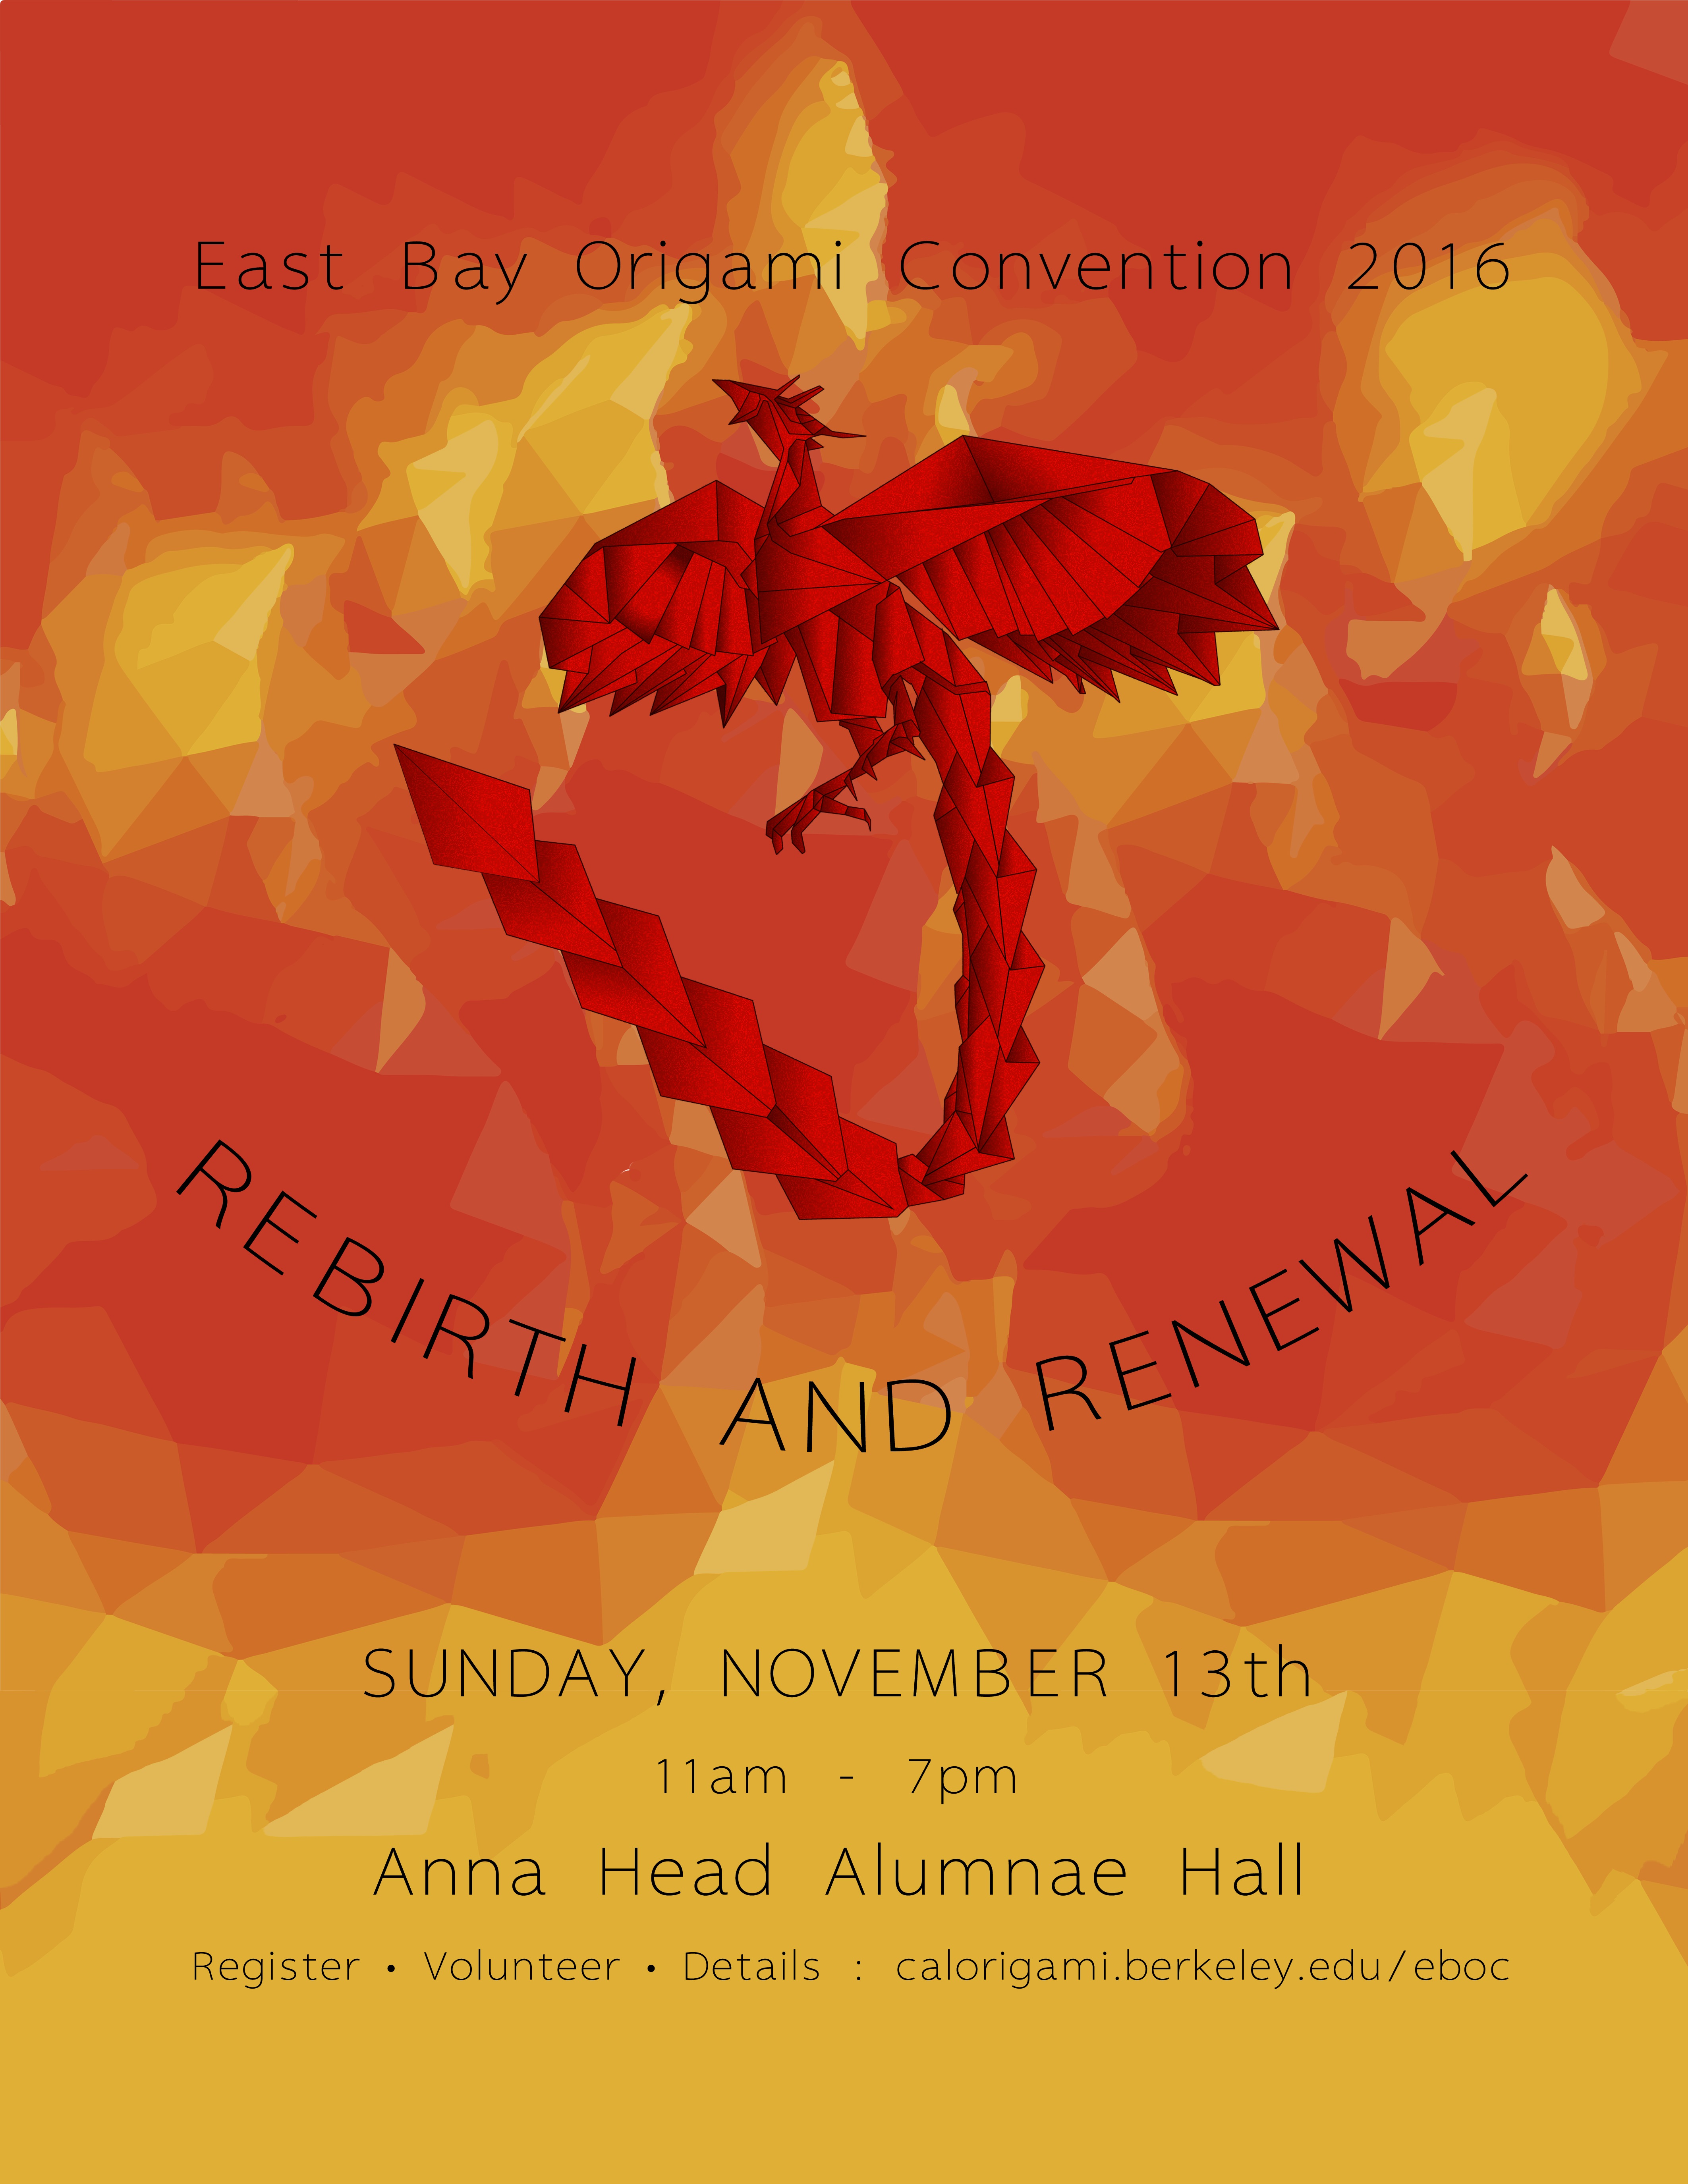 East Bay Origami Convention 2016
REBIRTH AND RENEWAL
SUNDAY, NOVEMBER 13th
11am - 7pm
Anna Head Alumnae Hall
Register • Volunteer • Details : calorigami.berkeley.edu/eboc